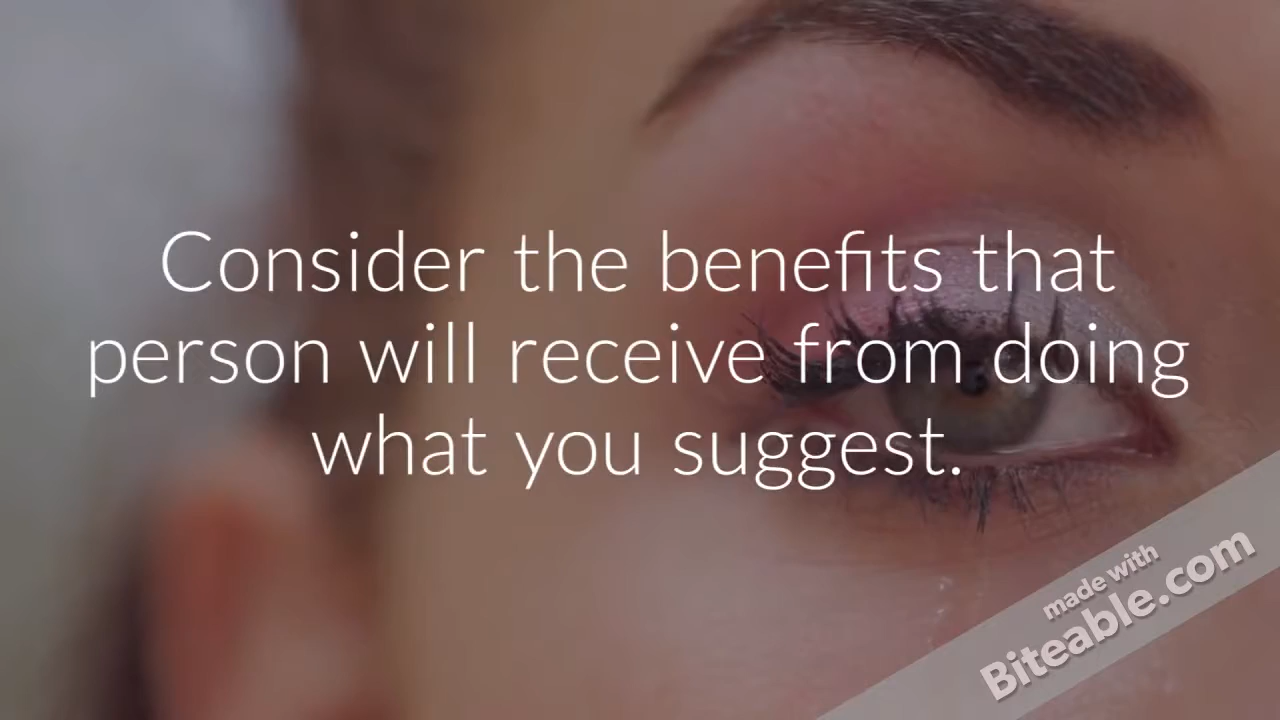 Consider the benefits that
person will receive from doing
what you suggest.
made with
Biteable.com